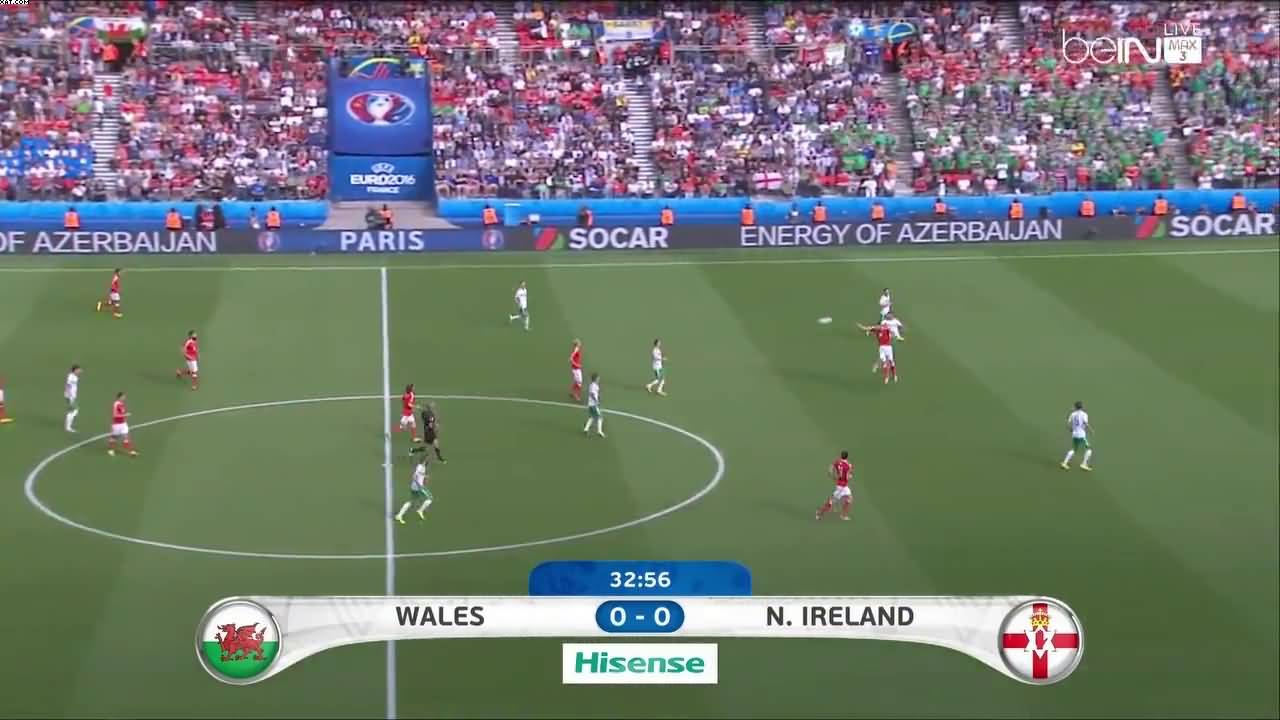 beIN
LIVE
MAX
3
UEFA
EURO2016
FRANCE
OF AZERBAIJAN
PARIS
SOCAR
ENERGY OF AZERBAIJAN
SOCAR
32:56
WALES
0 - 0
N. IRELAND
Hisense